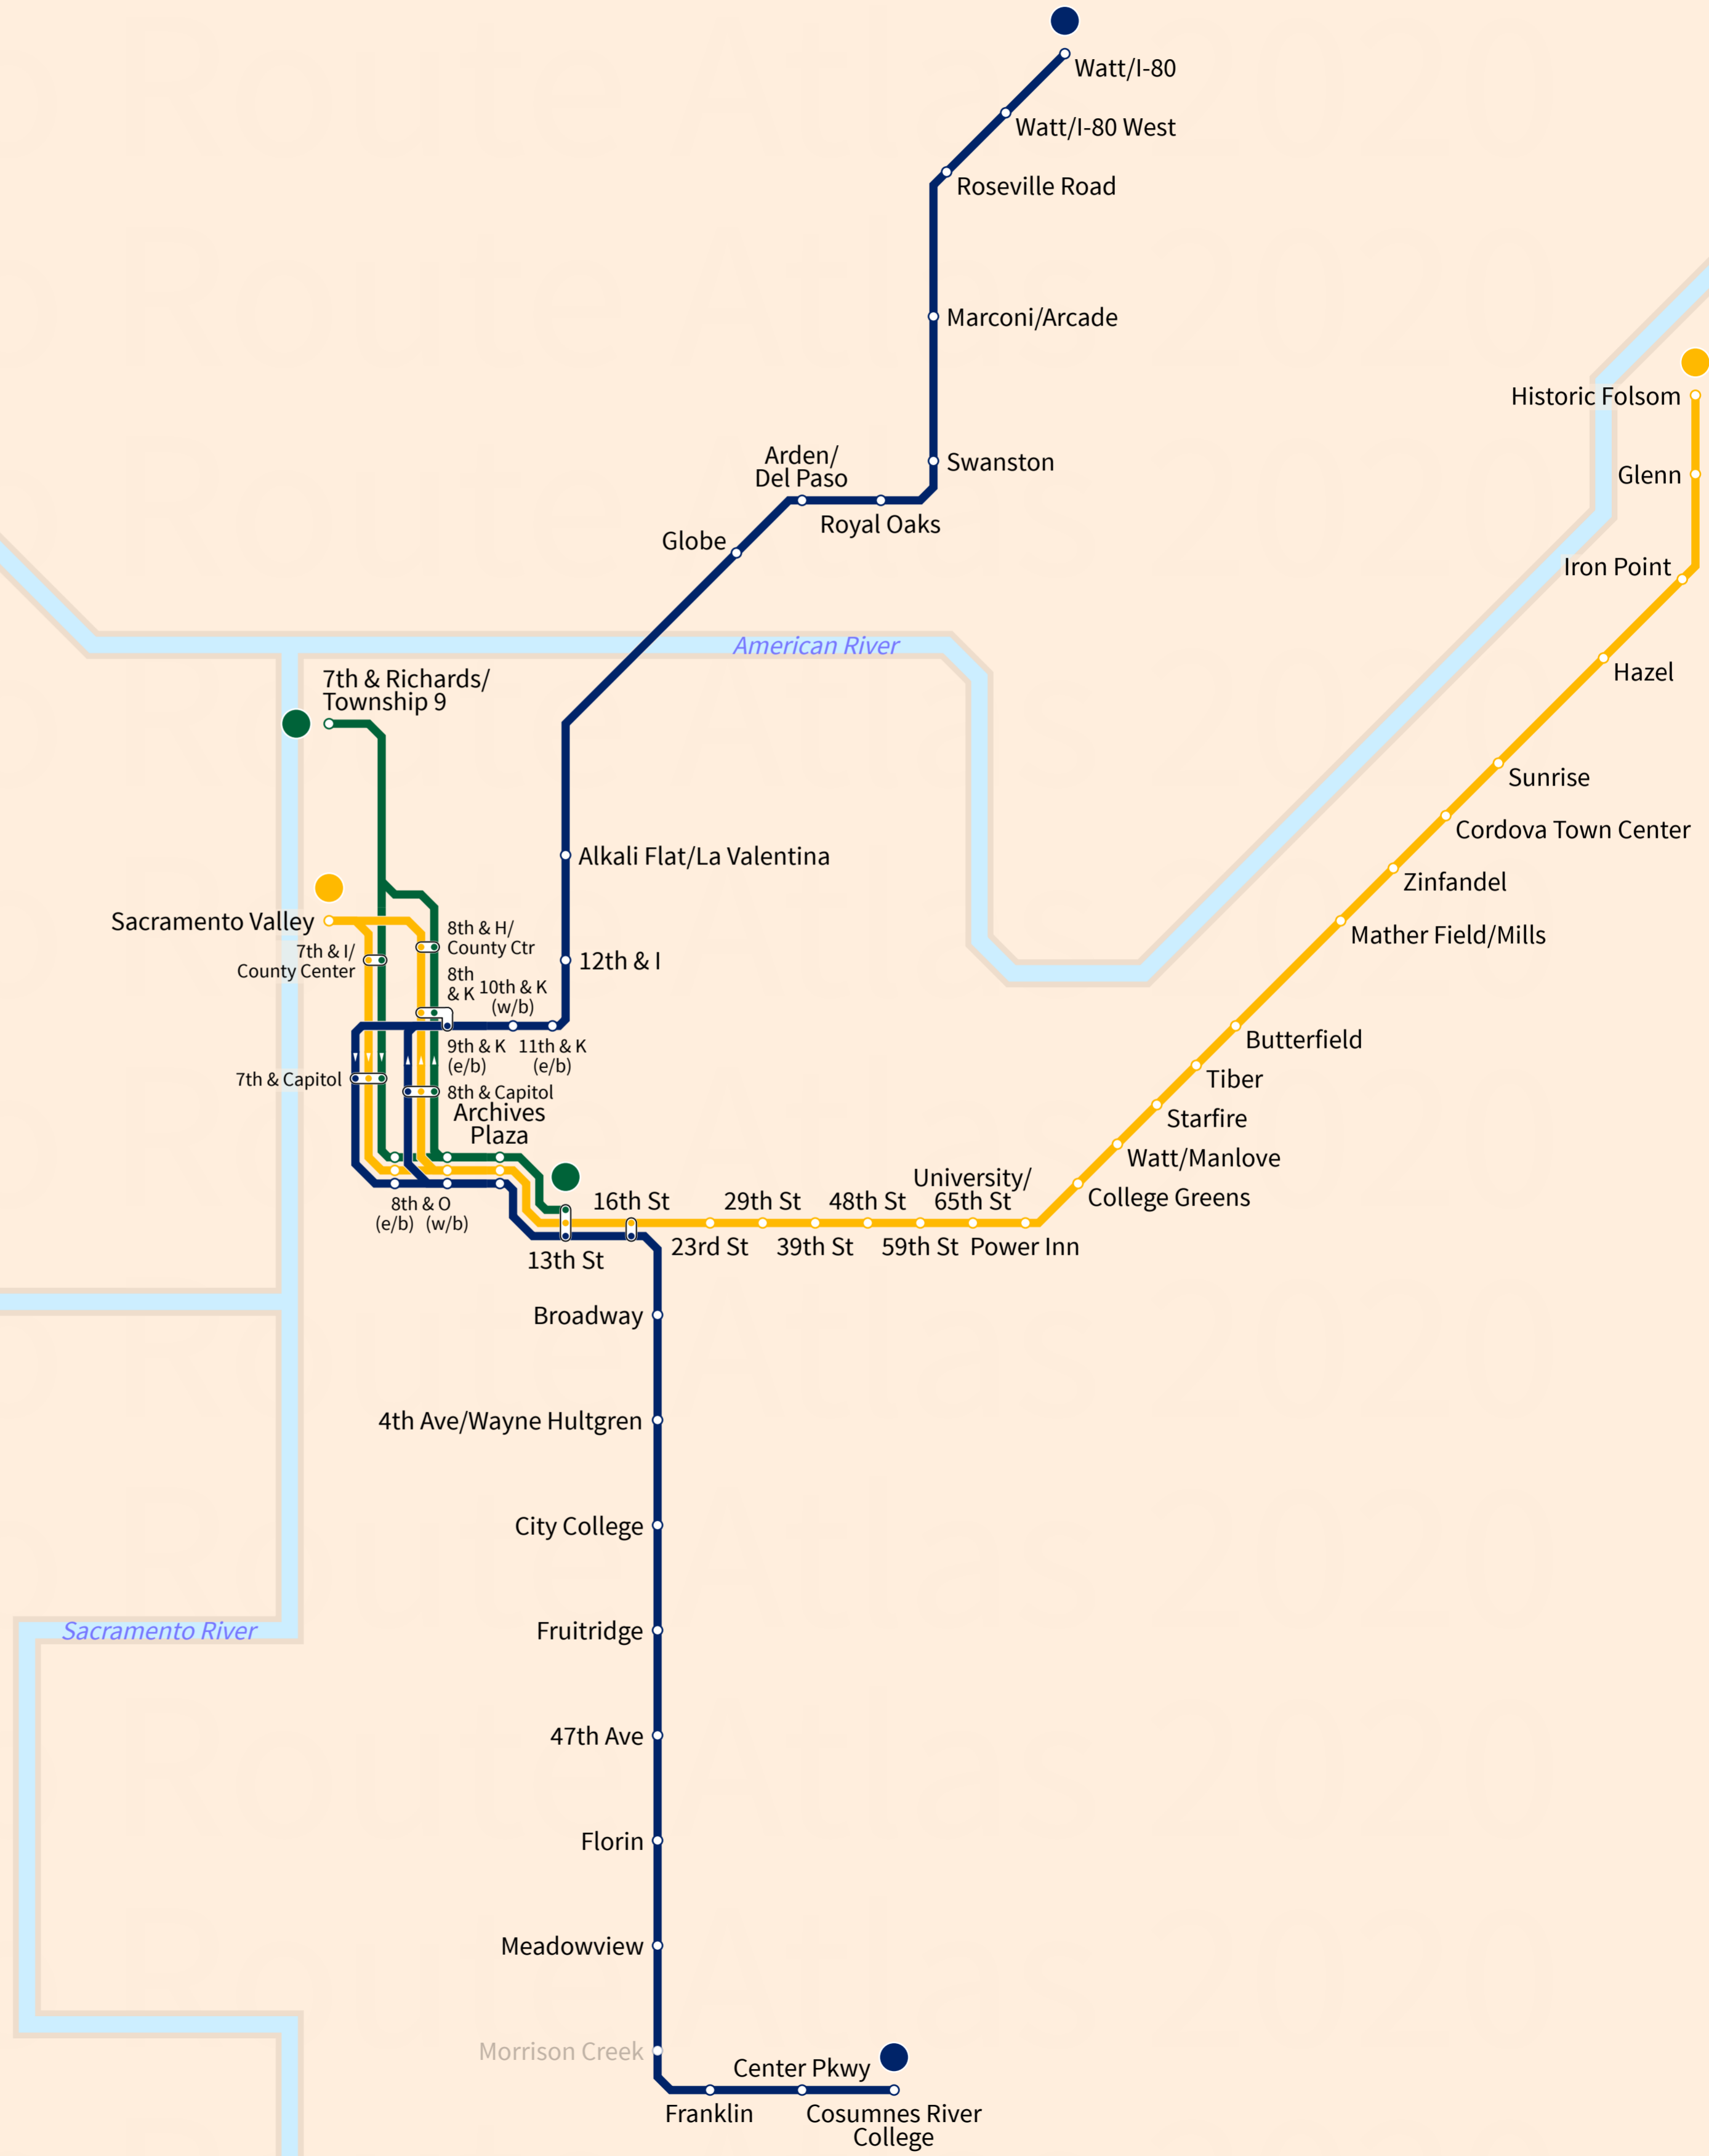 Watt/I-80
Watt/I-80 West
Roseville Road
Marconi/Arcade
Historic Folsom
Arden/
Del Paso
Swanston
Glenn
Royal Oaks
Globe
Iron Point
American River
Hazel
7th & Richards/
Township 9
Sunrise
Cordova Town Center
Alkali Flat/La Valentina
Zinfandel
Sacramento Valley
8th & H/
County Ctr
Mather Field/Mills
7th & I/
County Center
12th & I
8th
& K
10th & K
(w/b)
9th & K
(e/b)
11th & K
(e/b)
Butterfield
7th & Capitol
8th & Capitol
Tiber
Archives
Plaza
Starfire
Watt/Manlove
University/
65th St
College Greens
8th & O
(e/b) (w/b)
16th St
29th St
48th St
13th St
23rd St
39th St
59th St
Power Inn
Broadway
4th Ave/Wayne Hultgren
City College
Fruitridge
Sacramento River
47th Ave
Florin
Meadowview
Morrison Creek
Center Pkwy
Franklin
Cosumnes River
College
Route Atlas 2020